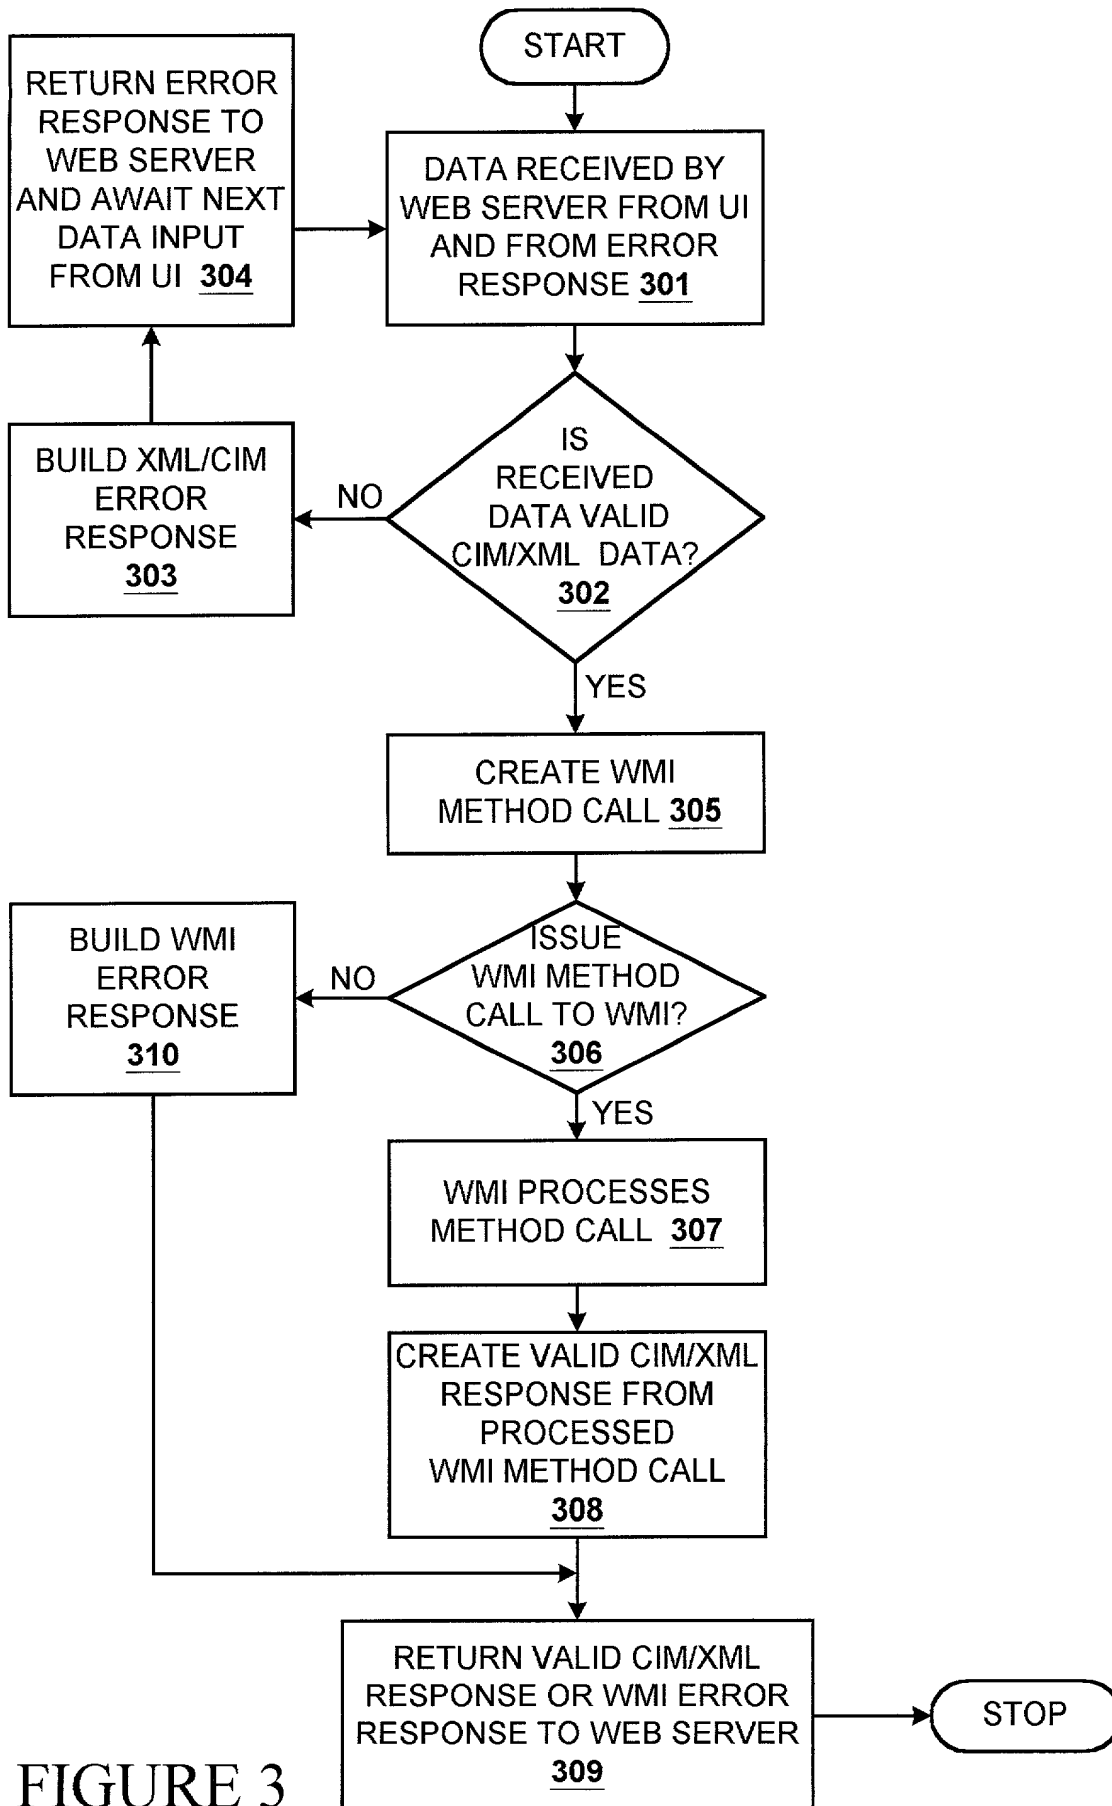 START
RETURN ERROR
RESPONSE TO
WEB SERVER
AND AWAIT NEXT
DATA INPUT
FROM UI 304
DATA RECEIVED BY
WEB SERVER FROM UI
AND FROM ERROR
RESPONSE 301
IS
RECEIVED
DATA VALID
CIM/XML DATA?
302
NO
BUILD XML/CIM
ERROR
RESPONSE
303
YES
CREATE WMI
METHOD CALL 305
ISSUE
WMI METHOD
CALL TO WMI?
306
NO
BUILD WMI
ERROR
RESPONSE
310
YES
WMI PROCESSES
METHOD CALL 307
CREATE VALID CIM/XML
RESPONSE FROM
PROCESSED
WMI METHOD CALL
308
RETURN VALID CIM/XML
RESPONSE OR WMI ERROR
RESPONSE TO WEB SERVER
309
STOP
FIGURE 3